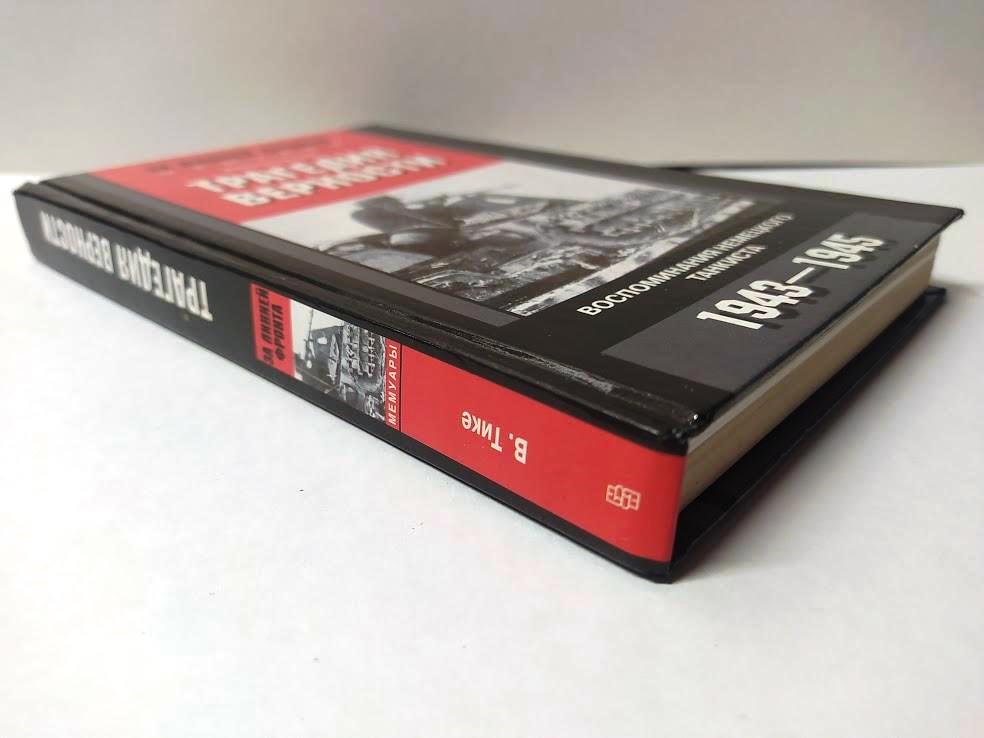 ТРАГЕДИЯ
ВЕРНОСТИ
ВОСПОМИНАНИЯ НЕМЕЦКОГО
ТАНКИСТА
1943—1945
ТРАГЕДИЯ ВЕРНОСТИ
ЗА ЛИНИЕЙ
ФРОНТА
МЕМУАРЫ
В. Тике